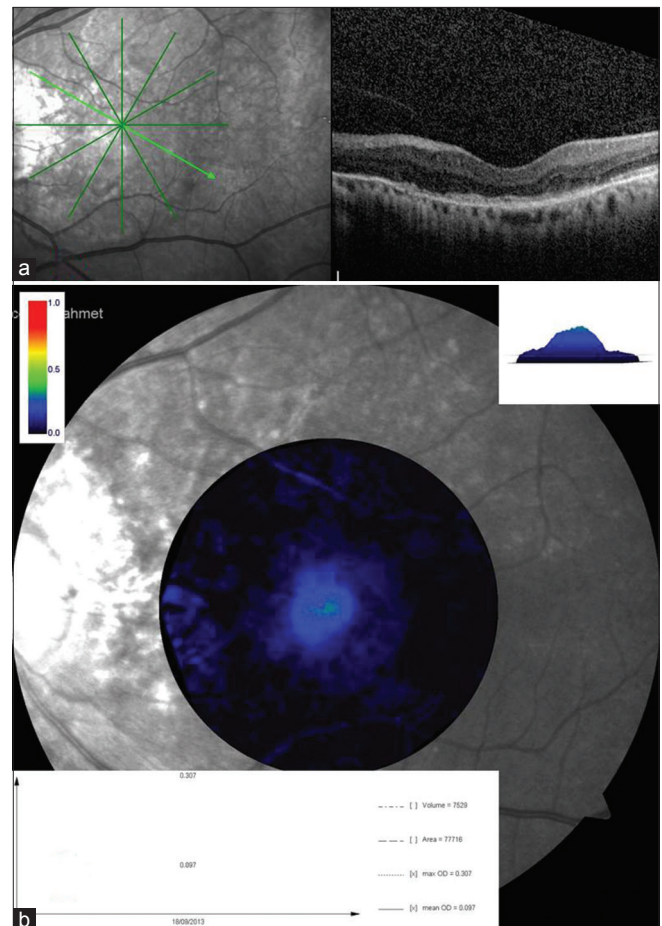 a
1.0
ahmet
0.5
0.0
0.307
[ ] Volume = 7529
[ ] Area = 77716
0.097
[x] max OD = 0.307
[x] mean OD = 0.097
18/09/2013
b